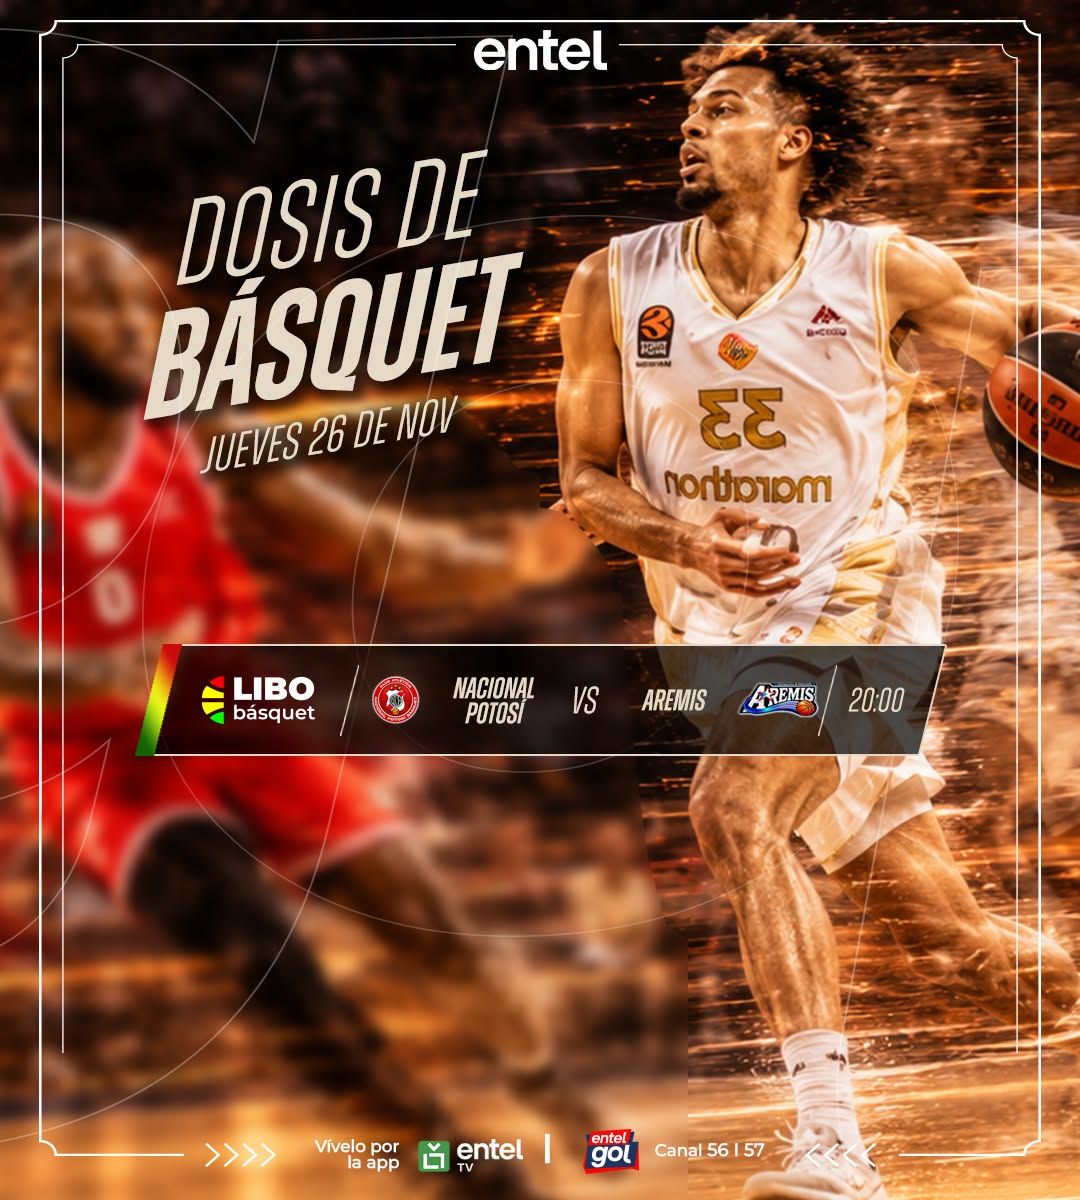 entel
DOSIS DE
BÁSQUET
JUEVES 26 DE NOV
33
marathon
0
LIBO
básquet
NACIONAL
POTOSÍ
VS
AREMIS
AREMIS
20:00
Vívelo por
la app
entel
TV
entel
gol
Canal 56 | 57